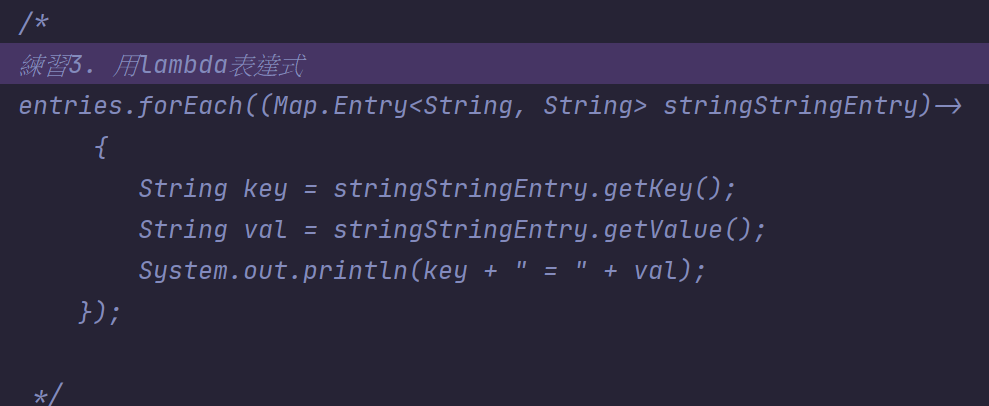 /*
練習3. 用lambda表達式
entries.forEach((Map.Entry<String, String> stringStringEntry)->
{
String key = stringStringEntry.getKey();
String val = stringStringEntry.getValue();
System.out.println(key + " = " + val);
});
*/